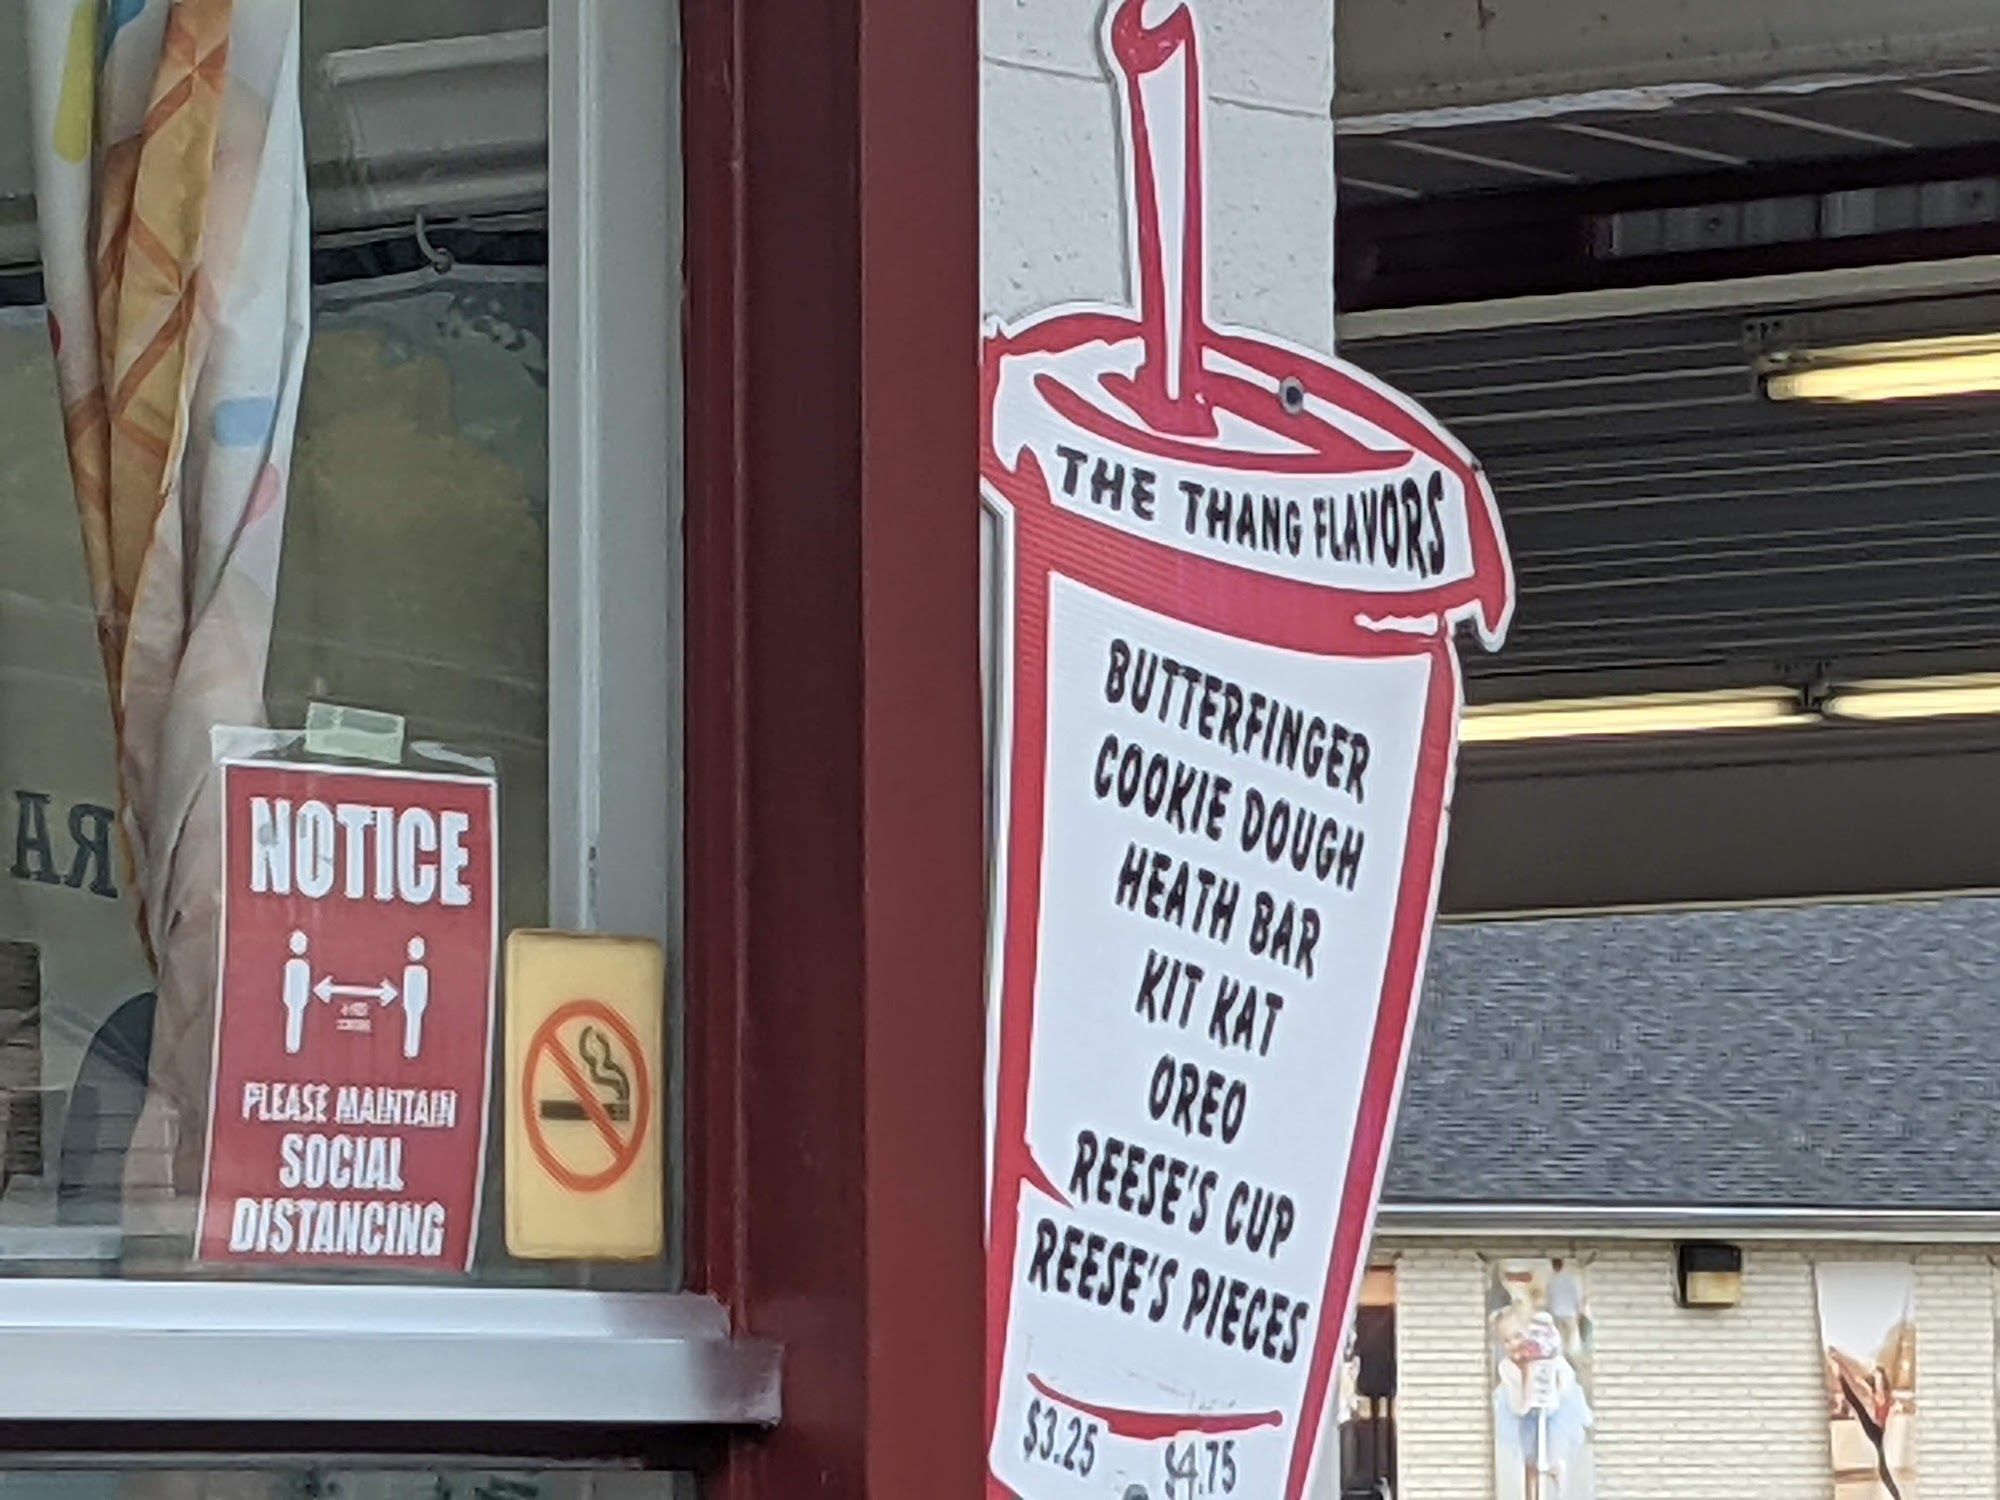 NOTICE
PLEASE MAINTAIN
SOCIAL
DISTANCING
RA
THE THANG FLAVORS
BUTTERFINGER
COOKIE DOUGH
HEATH BAR
KIT KAT
OREO
REESE'S CUP
REESE'S PIECES
$3.25 $4.75